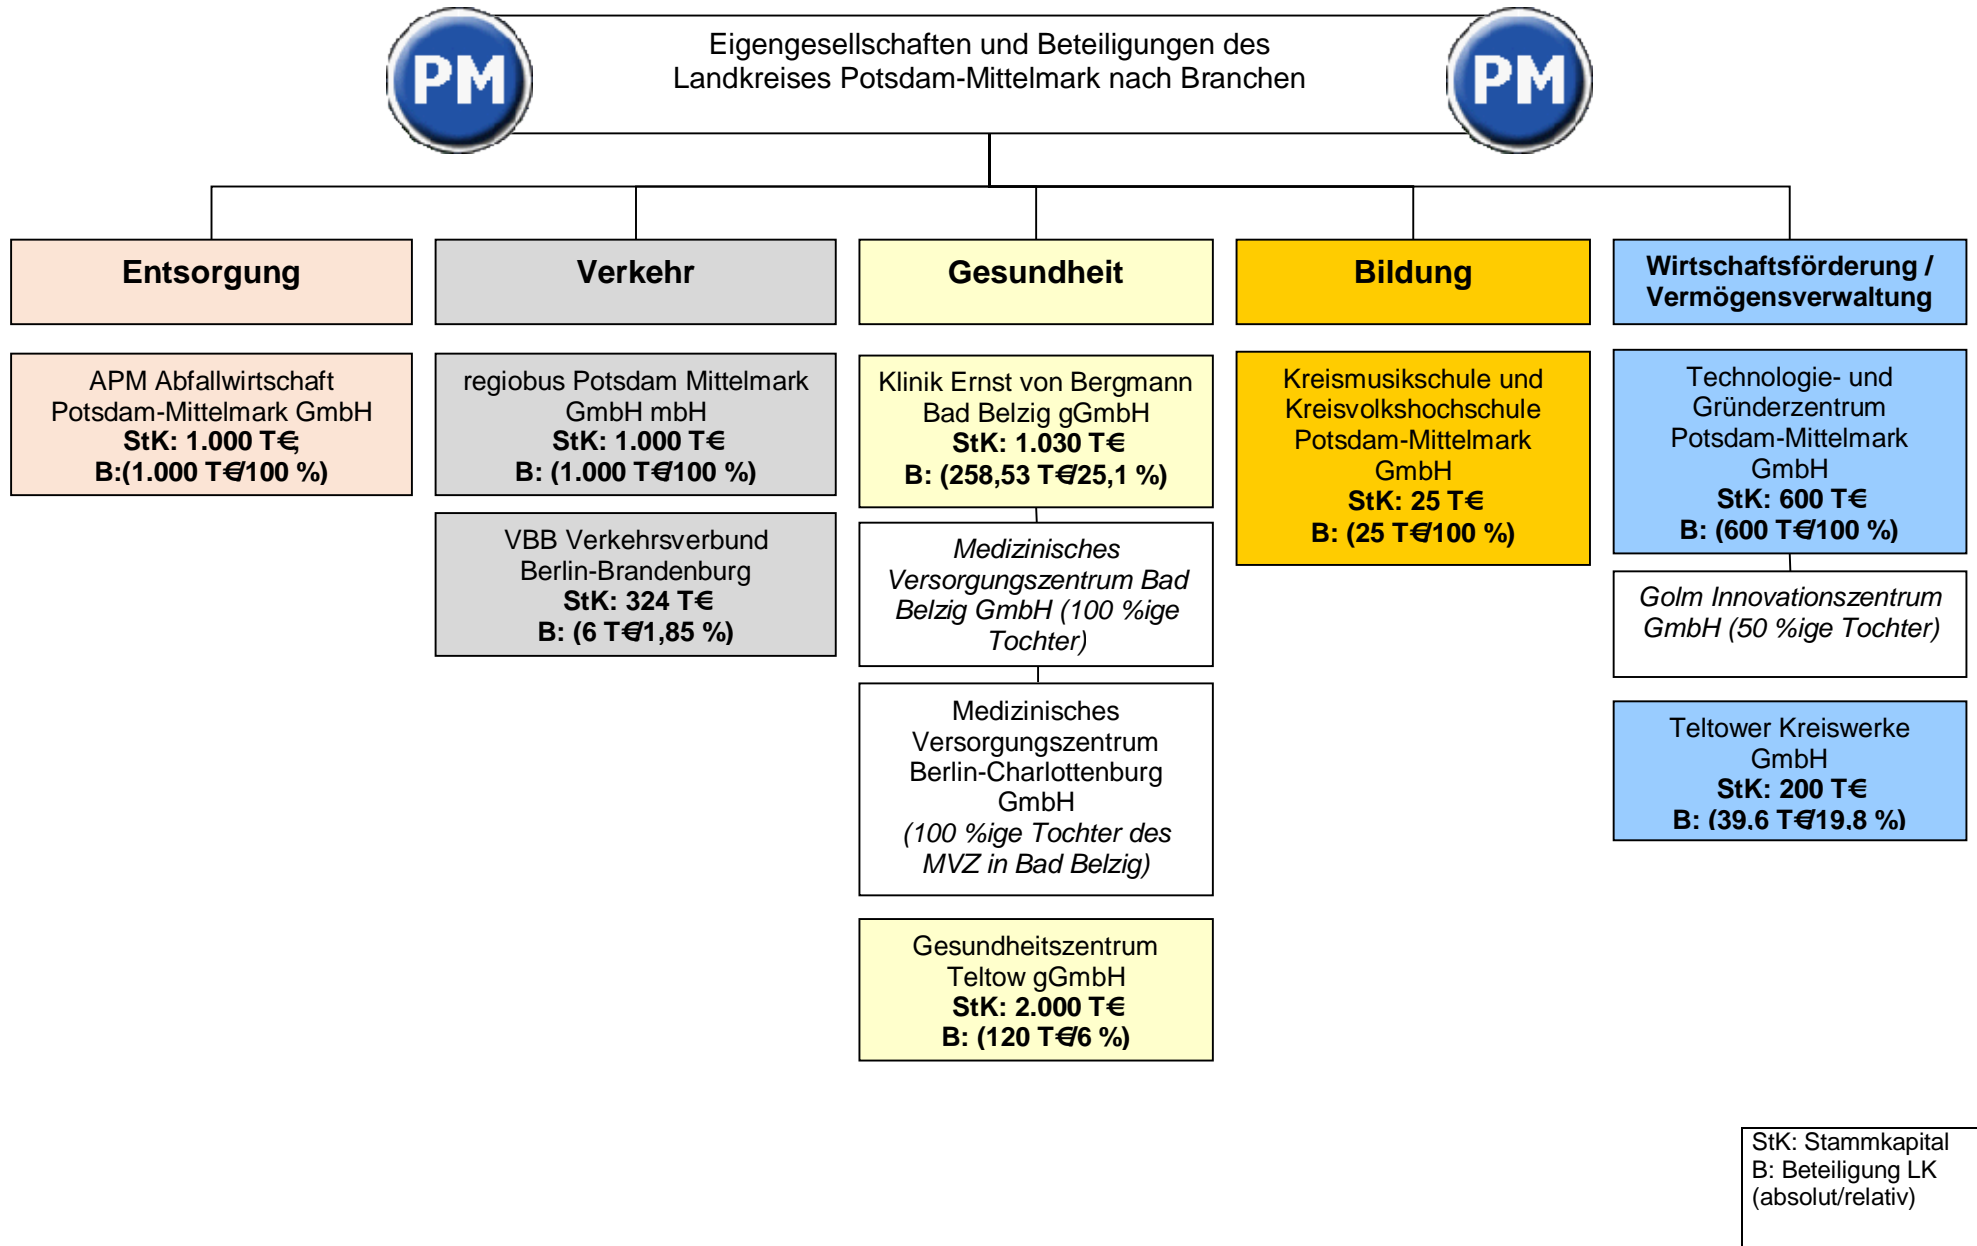 PM
Eigengesellschaften und Beteiligungen des
Landkreises Potsdam-Mittelmark nach Branchen
PM
Entsorgung
APM Abfallwirtschaft
Potsdam-Mittelmark GmbH
StK: 1.000 T€;
B:(1.000 T€/100 %)
Verkehr
regiobus Potsdam Mittelmark
GmbH mbH
StK: 1.000 T€
B: (1.000 T€/100 %)
VBB Verkehrsverbund
Berlin-Brandenburg
StK: 324 T€
B: (6 T€/1,85 %)
Gesundheit
Klinik Ernst von Bergmann
Bad Belzig gGmbH
StK: 1.030 T€
B: (258,53 T€/25,1 %)
Medizinisches
Versorgungszentrum Bad
Belzig GmbH (100 %ige
Tochter)
Medizinisches
Versorgungszentrum
Berlin-Charlottenburg
GmbH
(100 %ige Tochter des
MVZ in Bad Belzig)
Gesundheitszentrum
Teltow gGmbH
StK: 2.000 T€
B: (120 T€/6 %)
Bildung
Kreismusikschule und
Kreisvolkshochschule
Potsdam-Mittelmark
GmbH
StK: 25 T€
B: (25 T€/100 %)
Wirtschaftsförderung /
Vermögensverwaltung
Technologie- und
Gründerzentrum
Potsdam-Mittelmark
GmbH
StK: 600 T€
B: (600 T€/100 %)
Golm Innovationszentrum
GmbH (50 %ige Tochter)
Teltower Kreiswerke
GmbH
StK: 200 T€
B: (39,6 T€/19,8 %)
StK: Stammkapital
B: Beteiligung LK
(absolut/relativ)